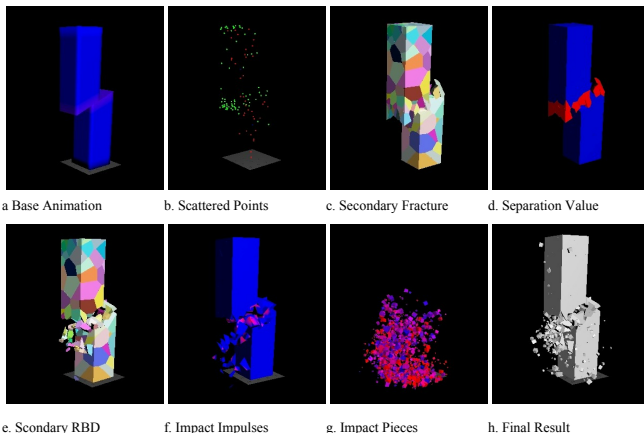 a Base Animation
b. Scattered Points
c. Secondary Fracture
d. Separation Value
e. Scondary RBD
f. Impact Impulses
g. Impact Pieces
h. Final Result